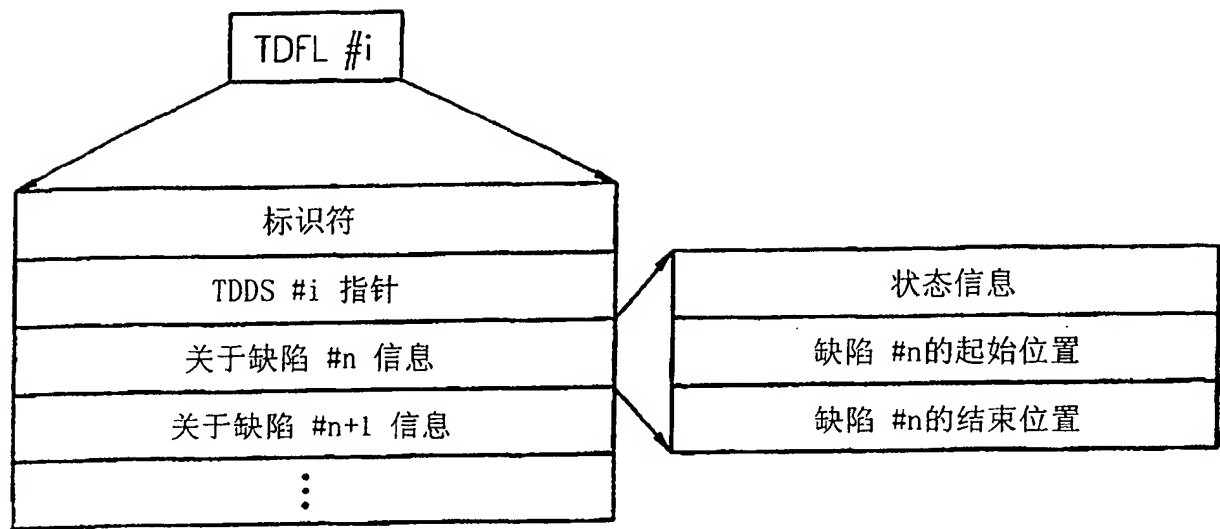 TDFL #i
标识符
TDDS #i 指针
关于缺陷 #n 信息
关于缺陷 #n+1 信息
⋮
状态信息
缺陷 #n的起始位置
缺陷 #n的结束位置